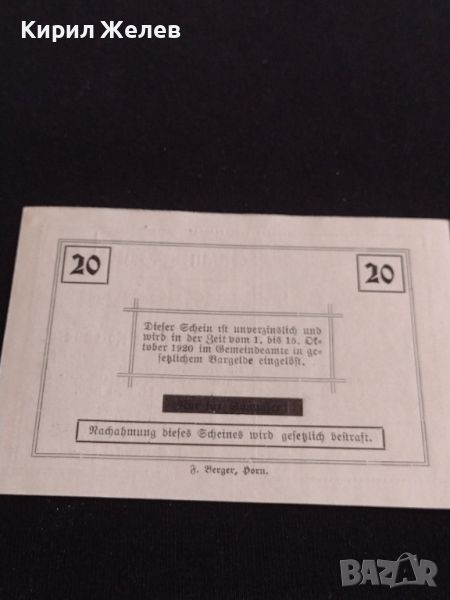 Кирил Желев
20
20
Dieser Schein ist unverzinslich und
wird in der Zeit vom 1. bis 15. Ok-
tober 1920 im Gemeindeamte in ge-
setzlichem Bargelde eingelöst.
Nachahmung dieses Scheines wird gesetzlich bestraft.
F. Berger, Horn.
BAZAR